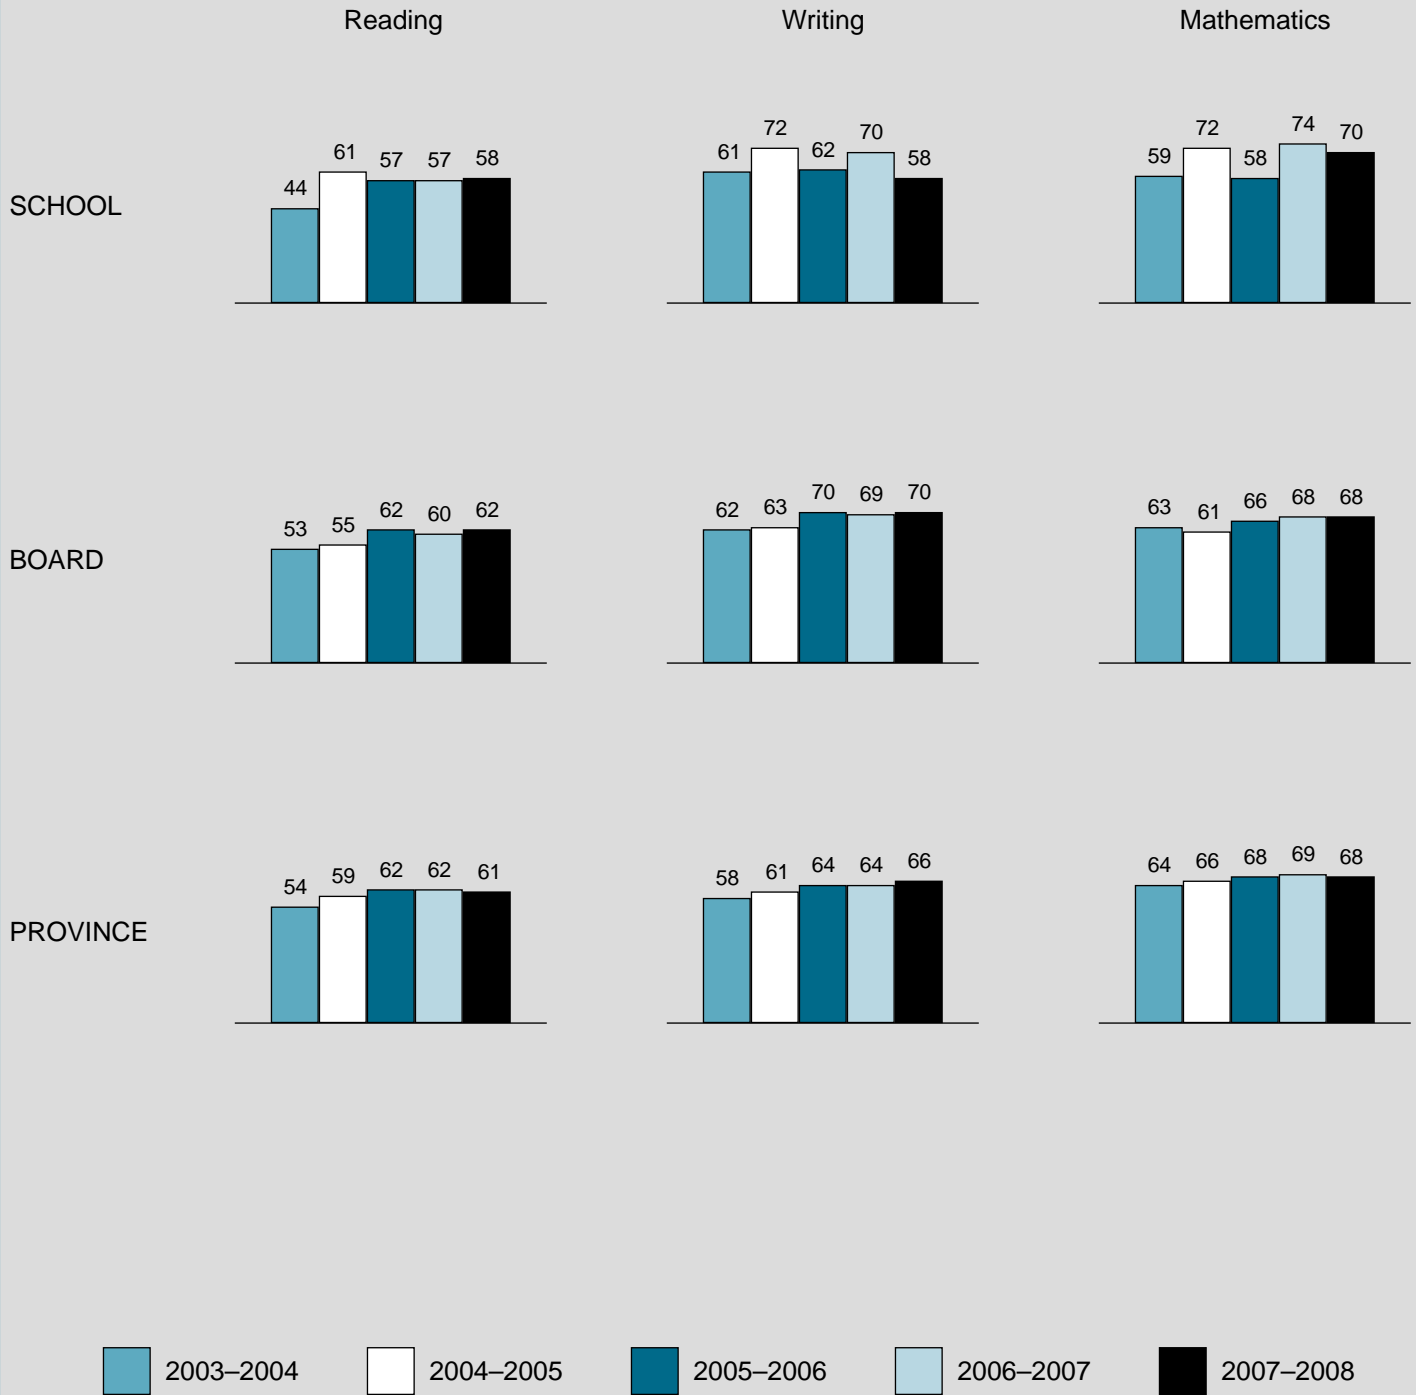 Reading Writing Mathematics
SCHOOL
44 61 57 57 58
61 72 62 70 58
59 72 58 74 70
BOARD
53 55 62 60 62
62 63 70 69 70
63 61 66 68 68
PROVINCE
54 59 62 62 61
58 61 64 64 66
64 66 68 69 68
2003–2004 2004–2005 2005–2006 2006–2007 2007–2008